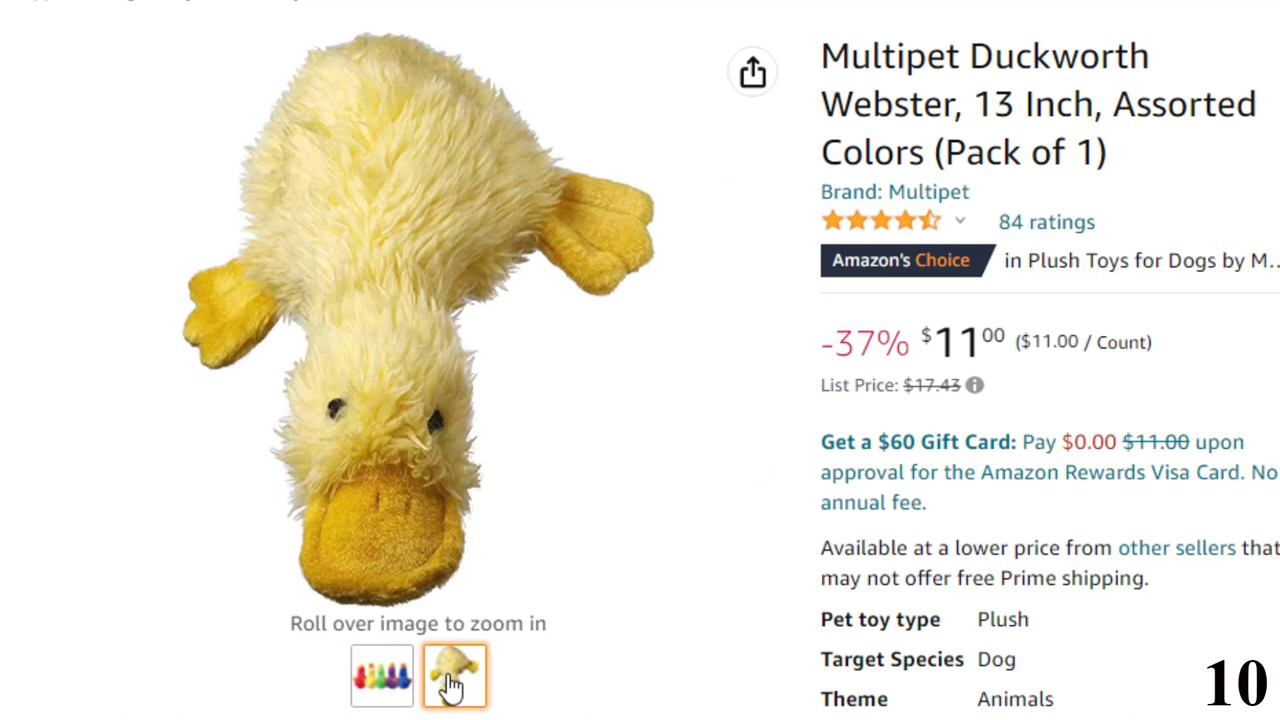 Multipet Duckworth
Webster, 13 Inch, Assorted
Colors (Pack of 1)
Brand: Multipet
84 ratings
Amazon's Choice in Plush Toys for Dogs by M…
-37% $11 00 ($11.00 / Count)
List Price: $17.43
Get a $60 Gift Card: Pay $0.00 $11.00 upon
approval for the Amazon Rewards Visa Card. No
annual fee.
Available at a lower price from other sellers that
may not offer free Prime shipping.
Pet toy type Plush
Target Species Dog
Theme Animals
Roll over image to zoom in
10